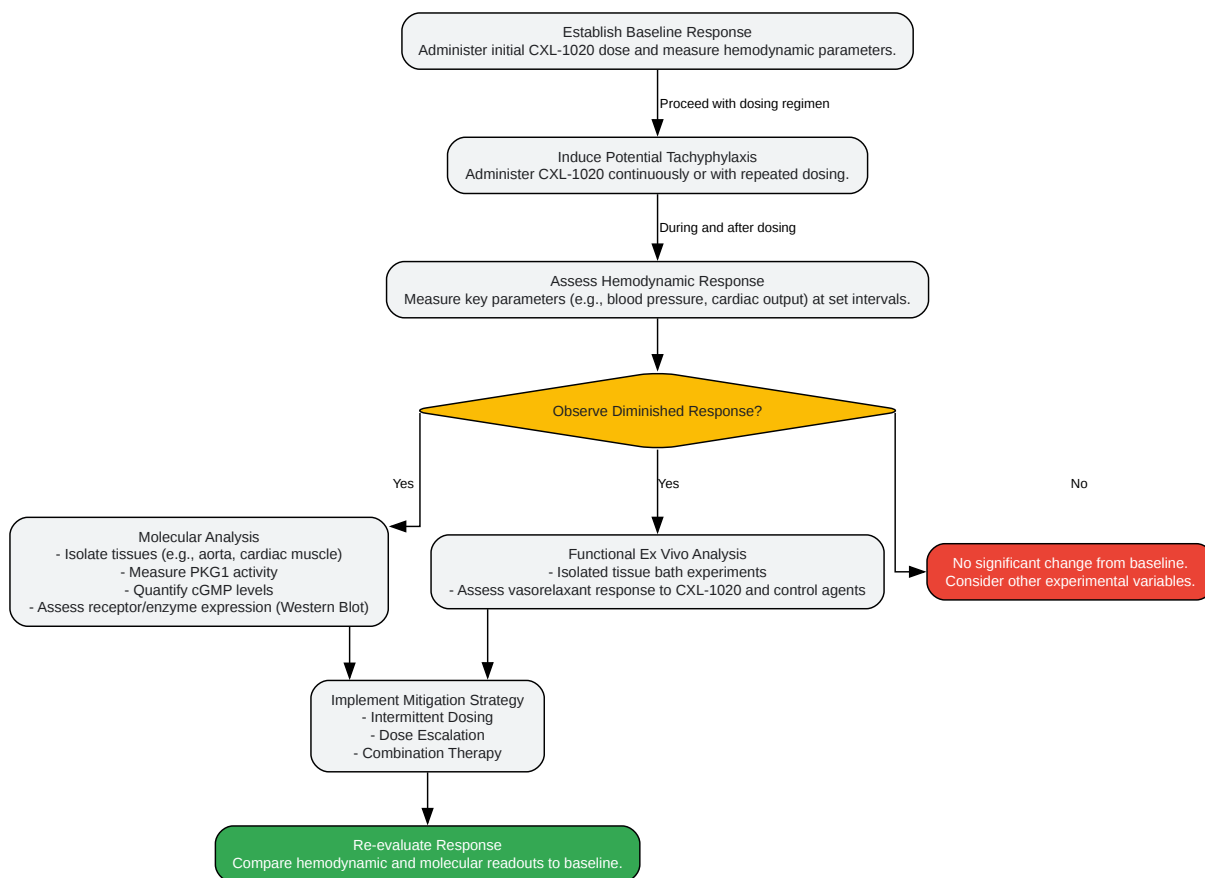 Establish Baseline Response
Administer initial CXL-1020 dose and measure hemodynamic parameters.
Proceed with dosing regimen
Induce Potential Tachyphylaxis
Administer CXL-1020 continuously or with repeated dosing.
During and after dosing
Assess Hemodynamic Response
Measure key parameters (e.g., blood pressure, cardiac output) at set intervals.
Observe Diminished Response?
Yes
Yes
No
Molecular Analysis
- Isolate tissues (e.g., aorta, cardiac muscle)
- Measure PKG1 activity
- Quantify cGMP levels
- Assess receptor/enzyme expression (Western Blot)
Functional Ex Vivo Analysis
- Isolated tissue bath experiments
- Assess vasorelaxant response to CXL-1020 and control agents
No significant change from baseline.
Consider other experimental variables.
Implement Mitigation Strategy
- Intermittent Dosing
- Dose Escalation
- Combination Therapy
Re-evaluate Response
Compare hemodynamic and molecular readouts to baseline.